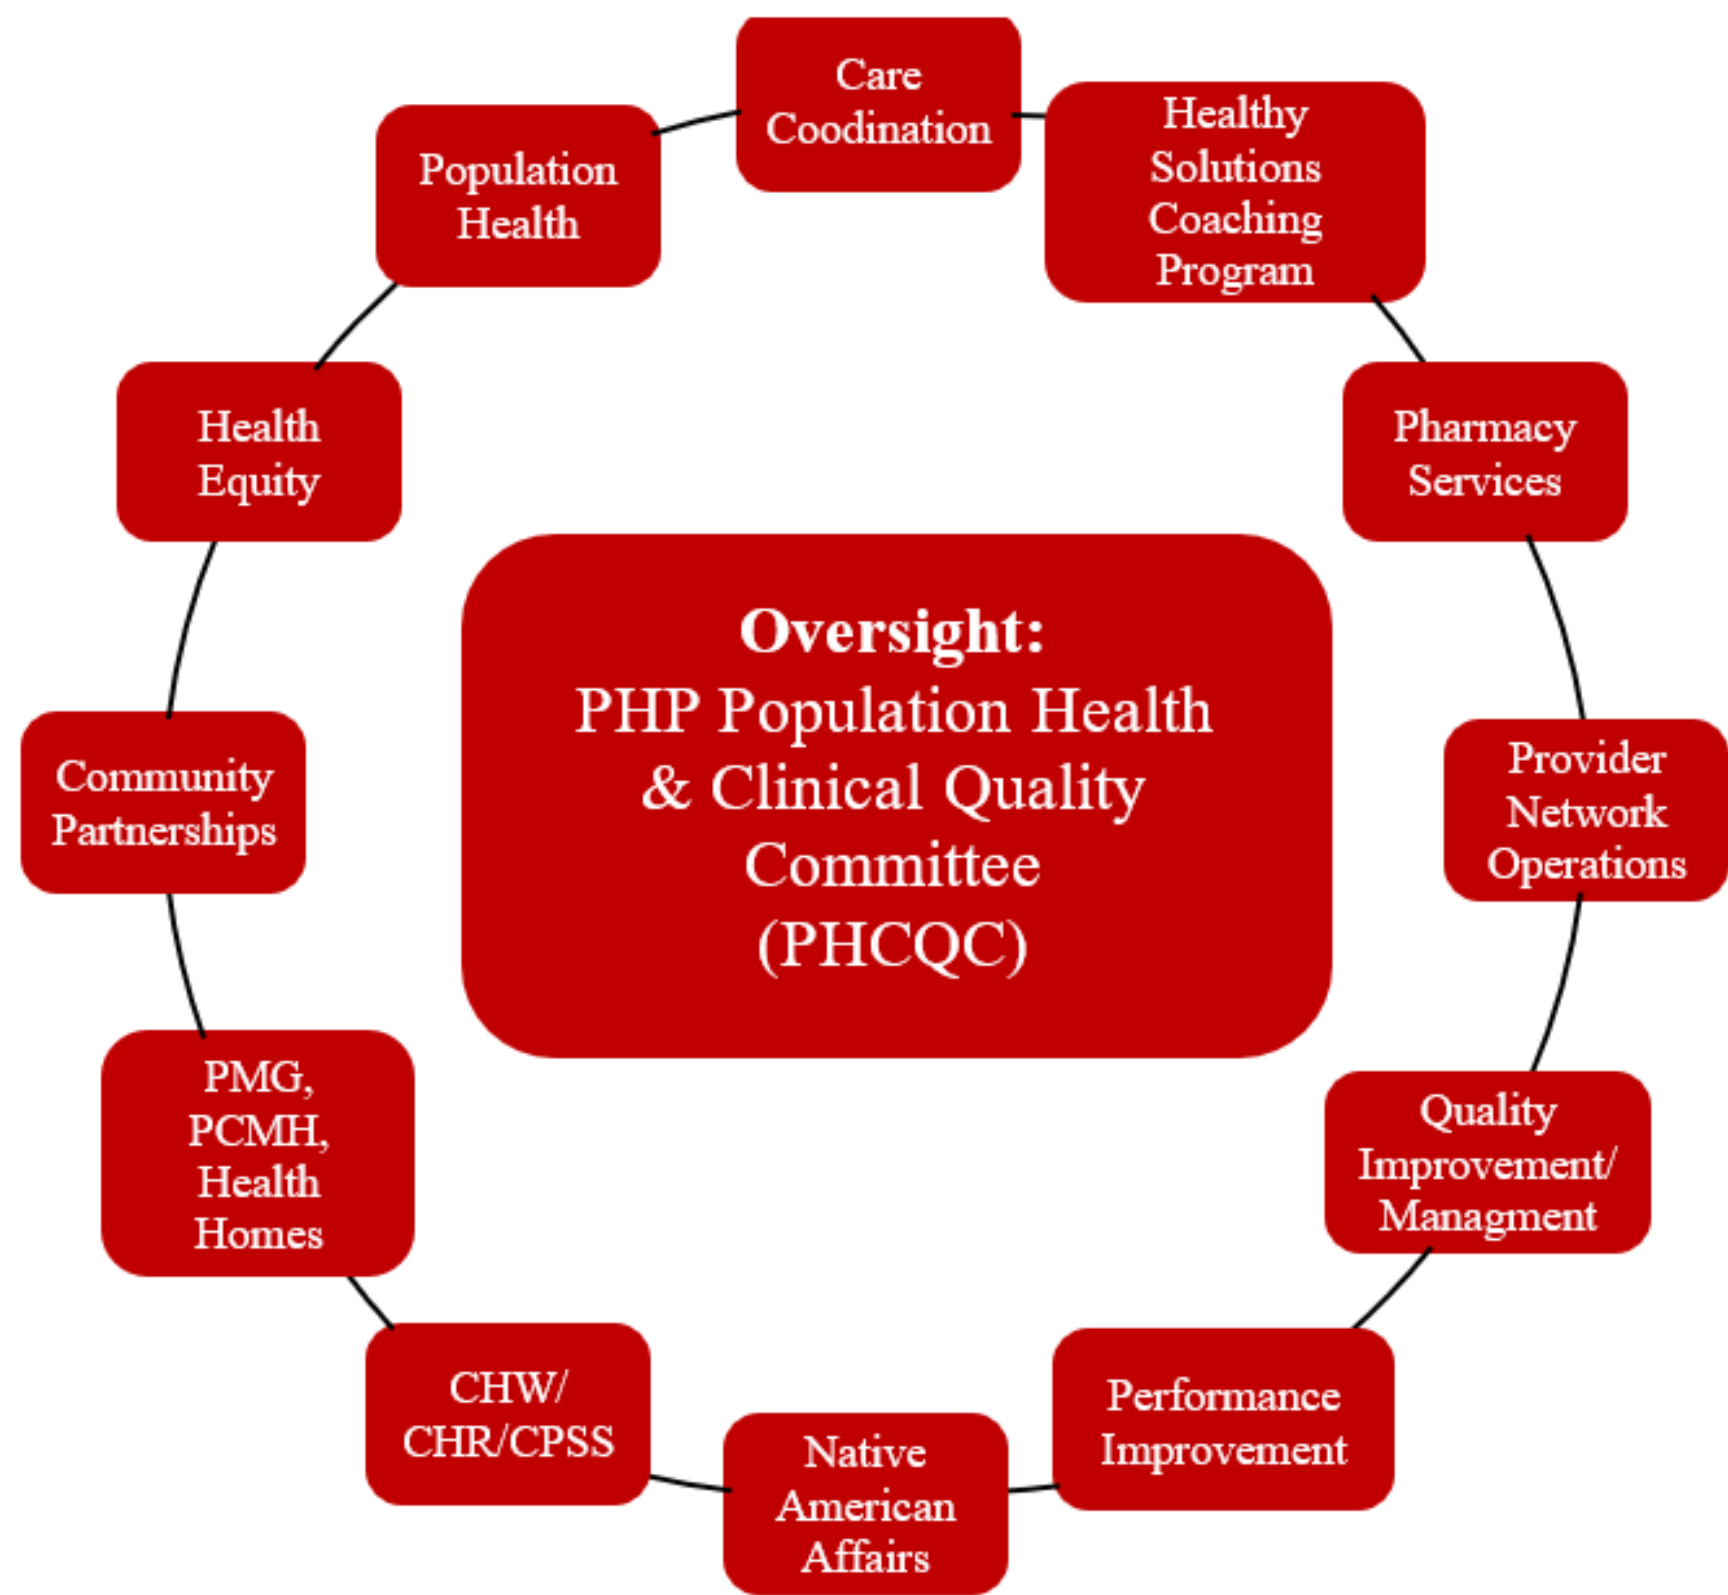 Care
Coodination
Healthy
Solutions
Coaching
Program
Pharmacy
Services
Provider
Network
Operations
Quality
Improvement/
Managment
Performance
Improvement
Native
American
Affairs
CHW/
CHR/CPSS
PMG,
PCMH,
Health
Homes
Community
Partnerships
Health
Equity
Population
Health
Oversight:
PHP Population Health
& Clinical Quality
Committee
(PHCQC)